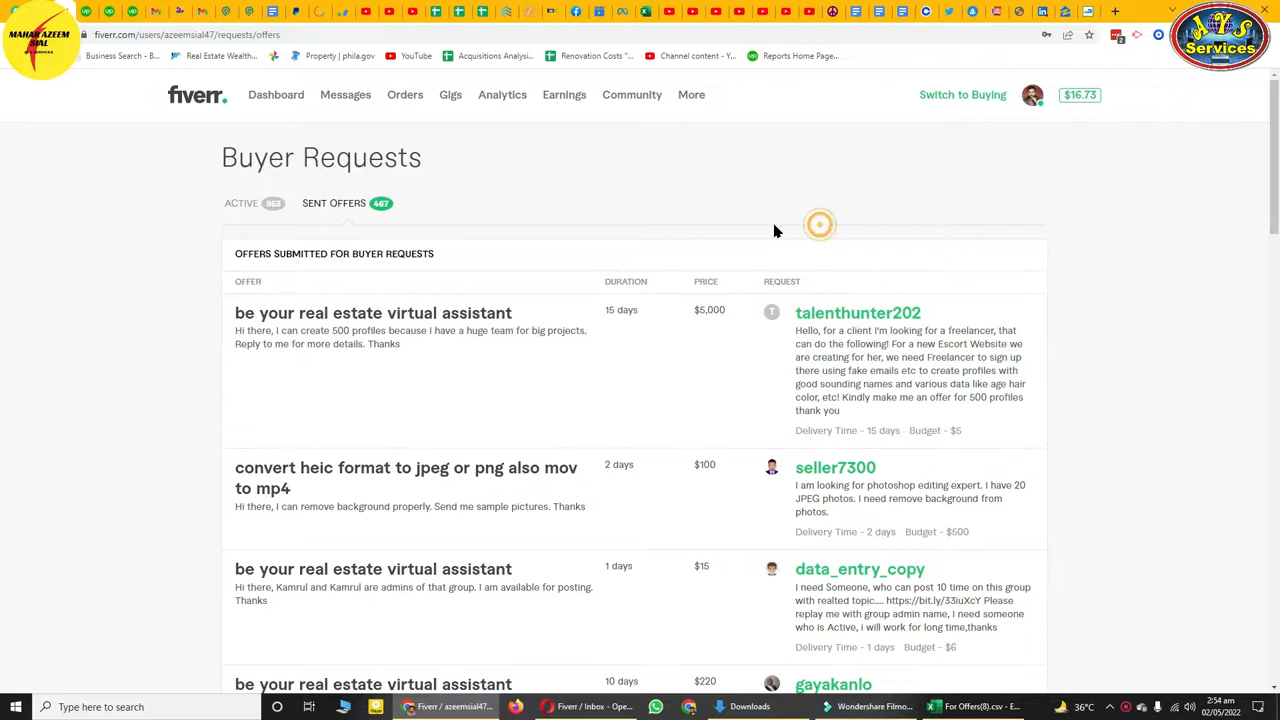 MAHAR AZEEM
SIAL
JYS
Services
fiverr.com/users/azeemsial47/requests/offers
Business Search - B...
Real Estate Wealth...
Property | phila.gov
YouTube
Acquisitions Analysi...
Renovation Costs "...
Channel content - Y...
Reports Home Page...
2
fiverr.
Dashboard
Messages
Orders
Gigs
Analytics
Earnings
Community
More
Switch to Buying
$16.73
Buyer Requests
ACTIVE 953
SENT OFFERS 467
OFFERS SUBMITTED FOR BUYER REQUESTS
OFFER
DURATION
PRICE
REQUEST
be your real estate virtual assistant
Hi there, I can create 500 profiles because I have a huge team for big projects.
Reply to me for more details. Thanks
15 days
$5,000
T
talenthunter202
Hello, for a client I'm looking for a freelancer, that
can do the following! For a new Escort Website we
are creating for her, we need Freelancer to sign up
there using fake emails etc to create profiles with
good sounding names and various data like age hair
color, etc! Kindly make me an offer for 500 profiles
thank you
Delivery Time - 15 days Budget - $5
convert heic format to jpeg or png also mov
to mp4
Hi there, I can remove background properly. Send me sample pictures. Thanks
2 days
$100
seller7300
I am looking for photoshop editing expert. I have 20
JPEG photos. I need remove background from
photos.
Delivery Time - 2 days Budget - $500
be your real estate virtual assistant
Hi there, Kamrul and Kamrul are admins of that group. I am available for posting.
Thanks
1 days
$15
data_entry_copy
I need Someone, who can post 10 time on this group
with realted topic.... https://bit.ly/33iuXcY Please
replay me with group admin name, I need someone
who is Active, i will work for long time,thanks
Delivery Time - 1 days Budget - $6
be your real estate virtual assistant
10 days
$220
gayakanlo
Type here to search
Fiverr / azeemsial47...
Fiverr / Inbox - Ope...
Downloads
Wondershare Filmo...
For Offers(8).csv - E...
36°C
2:54 am
02/05/2022